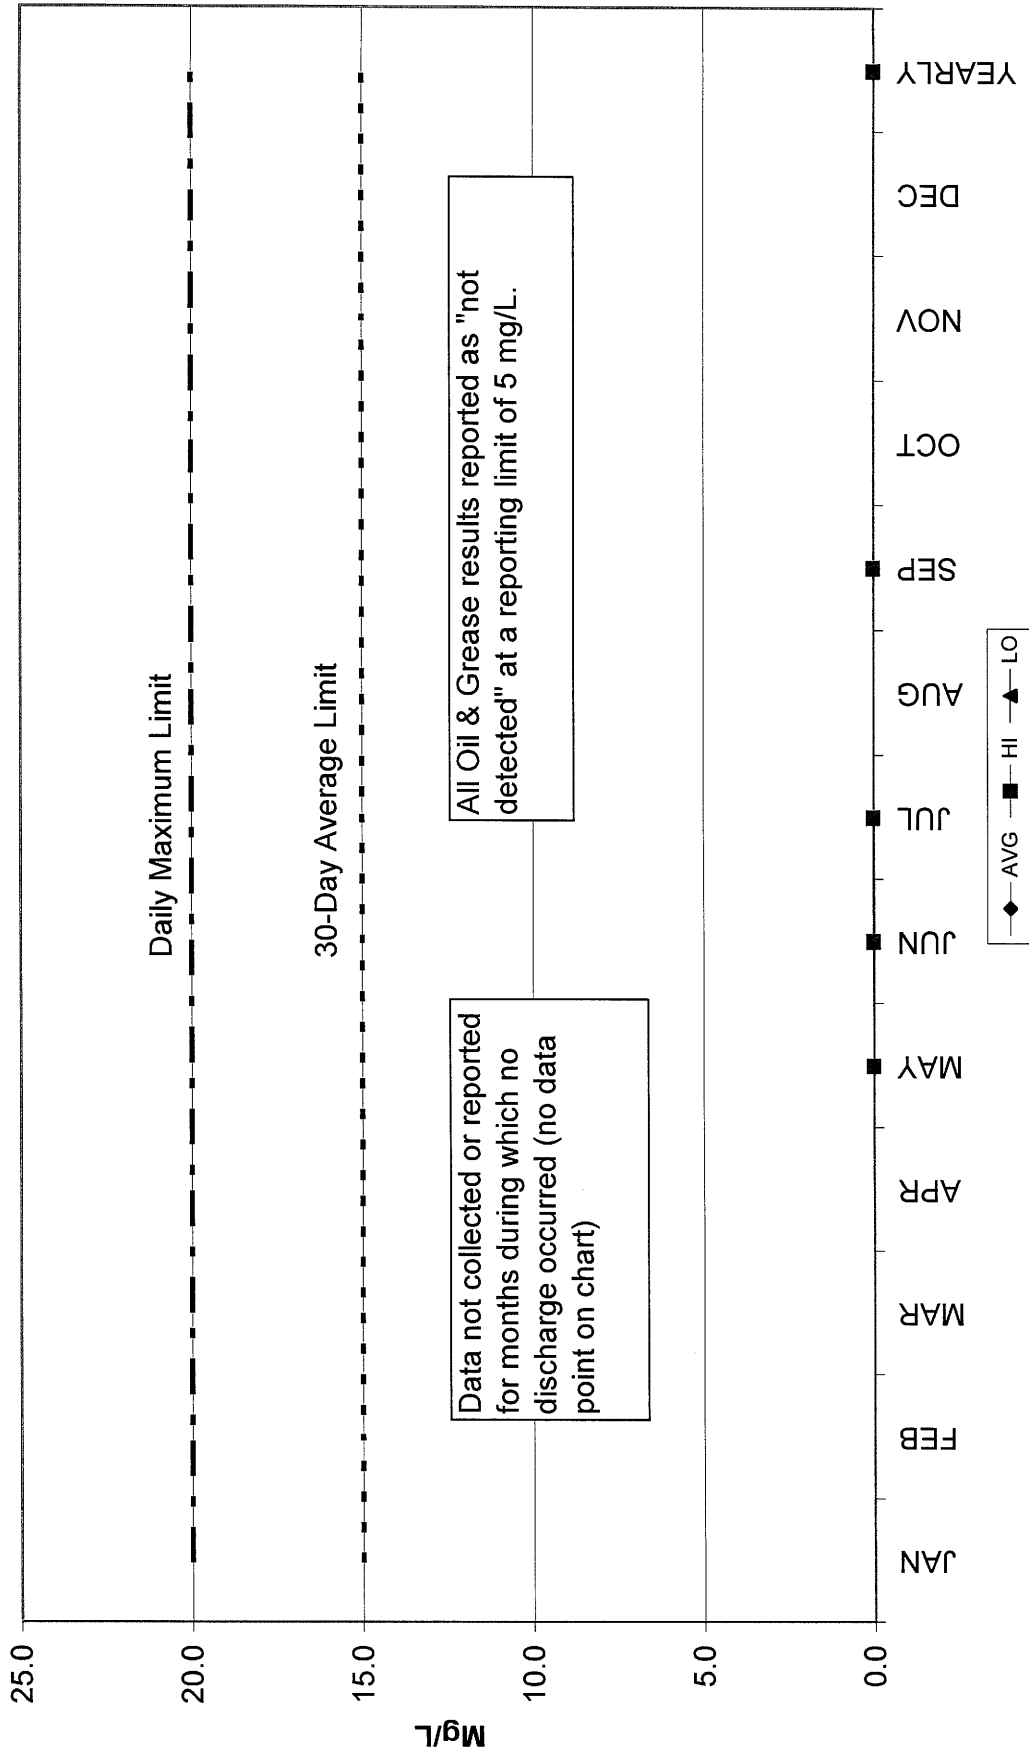 25.0
20.0
15.0
10.0
5.0
0.0
Mg/L
Daily Maximum Limit
30-Day Average Limit
Data not collected or reported
for months during which no
discharge occurred (no data
point on chart)
All Oil & Grease results reported as "not
detected" at a reporting limit of 5 mg/L.
JAN
FEB
MAR
APR
MAY
JUN
JUL
AUG
SEP
OCT
NOV
DEC
YEARLY
AVG HI LO